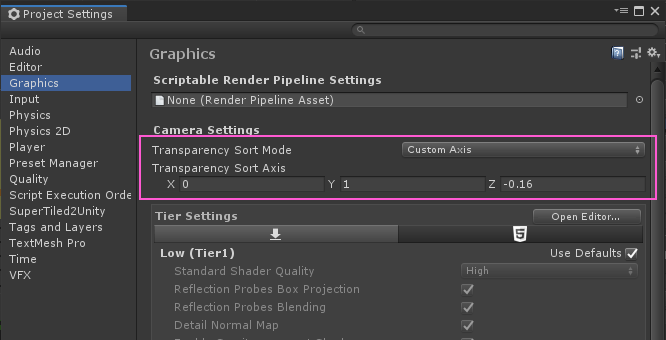 Project Settings
Audio
Editor
Graphics
Input
Physics
Physics 2D
Player
Preset Manager
Quality
Script Execution Orde
SuperTiled2Unity
Tags and Layers
TextMesh Pro
Time
VFX
Graphics
Scriptable Render Pipeline Settings
None (Render Pipeline Asset)
Camera Settings
Transparency Sort Mode Custom Axis
Transparency Sort Axis
X 0 Y 1 Z -0.16
Tier Settings Open Editor...
Low (Tier1) Use Defaults
Standard Shader Quality High
Reflection Probes Box Projection
Reflection Probes Blending
Detail Normal Map